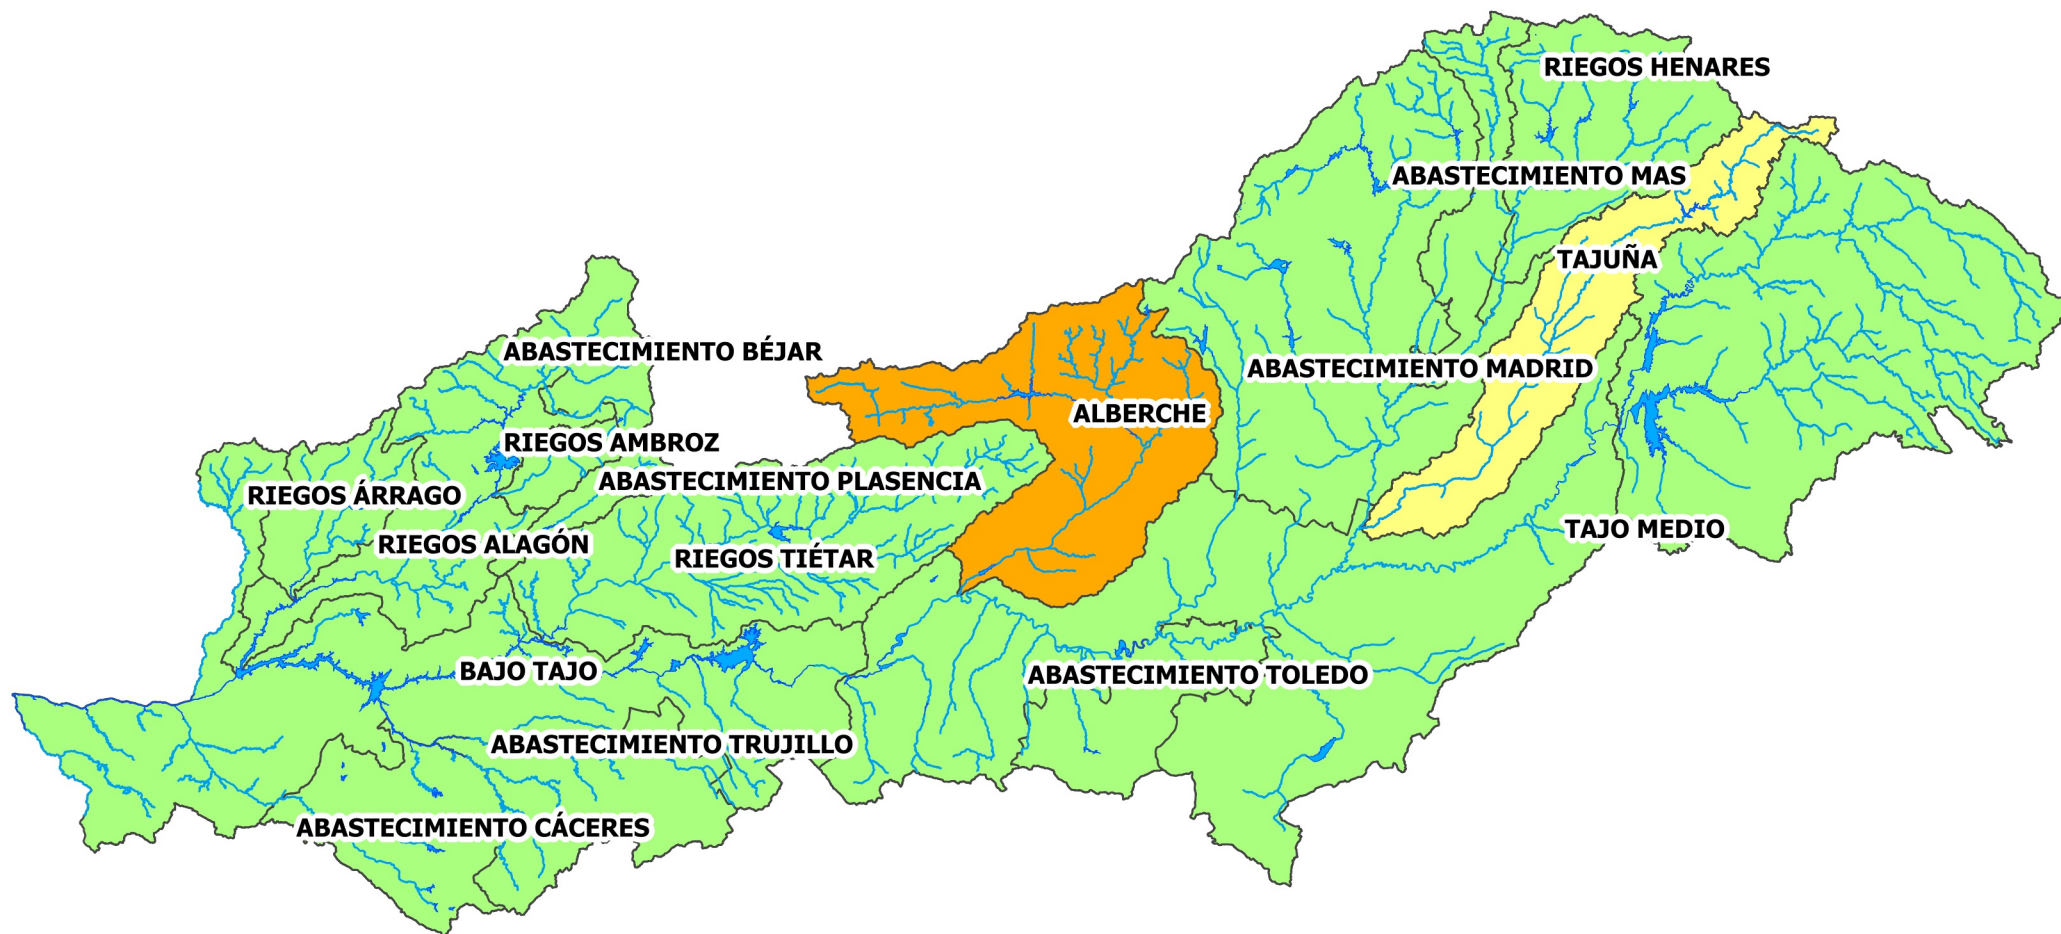 RIEGOS HENARES
ABASTECIMIENTO MAS
TAJUÑA
ABASTECIMIENTO BÉJAR
ABASTECIMIENTO MADRID
ALBERCHE
RIEGOS AMBROZ
ABASTECIMIENTO PLASENCIA
RIEGOS ÁRRAGO
TAJO MEDIO
RIEGOS ALAGÓN
RIEGOS TIÉTAR
BAJO TAJO
ABASTECIMIENTO TOLEDO
ABASTECIMIENTO TRUJILLO
ABASTECIMIENTO CÁCERES